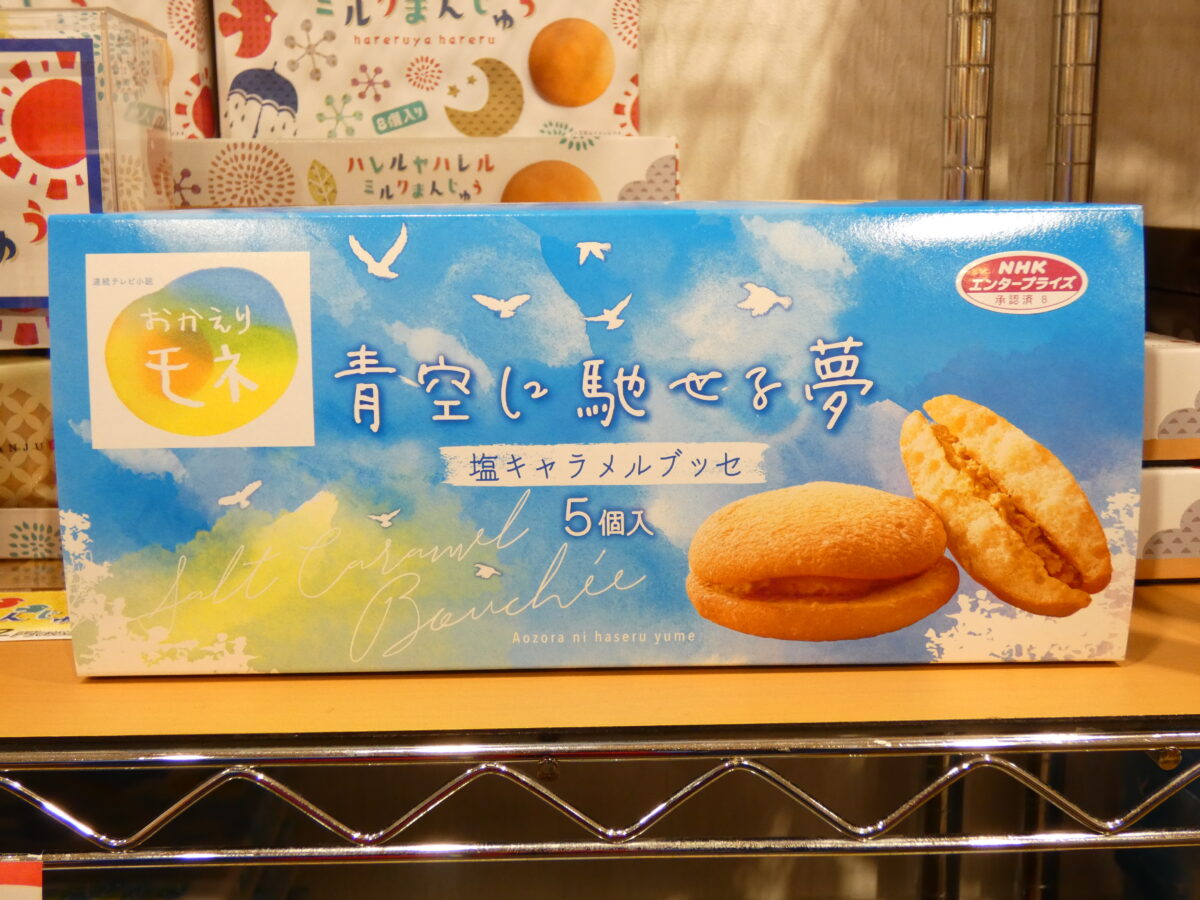 ミルクまんじゅう
hareruya hareru
8個入り
ハレルヤハレル
ミルクまんじゅう
連続テレビ小説
おかえり
モネ
NHK
エンタープライズ
承認済 8
青空に馳せる夢
塩キャラメルブッセ
5個入
Salt Caramel
Bouchée
Aozora ni haseru yume